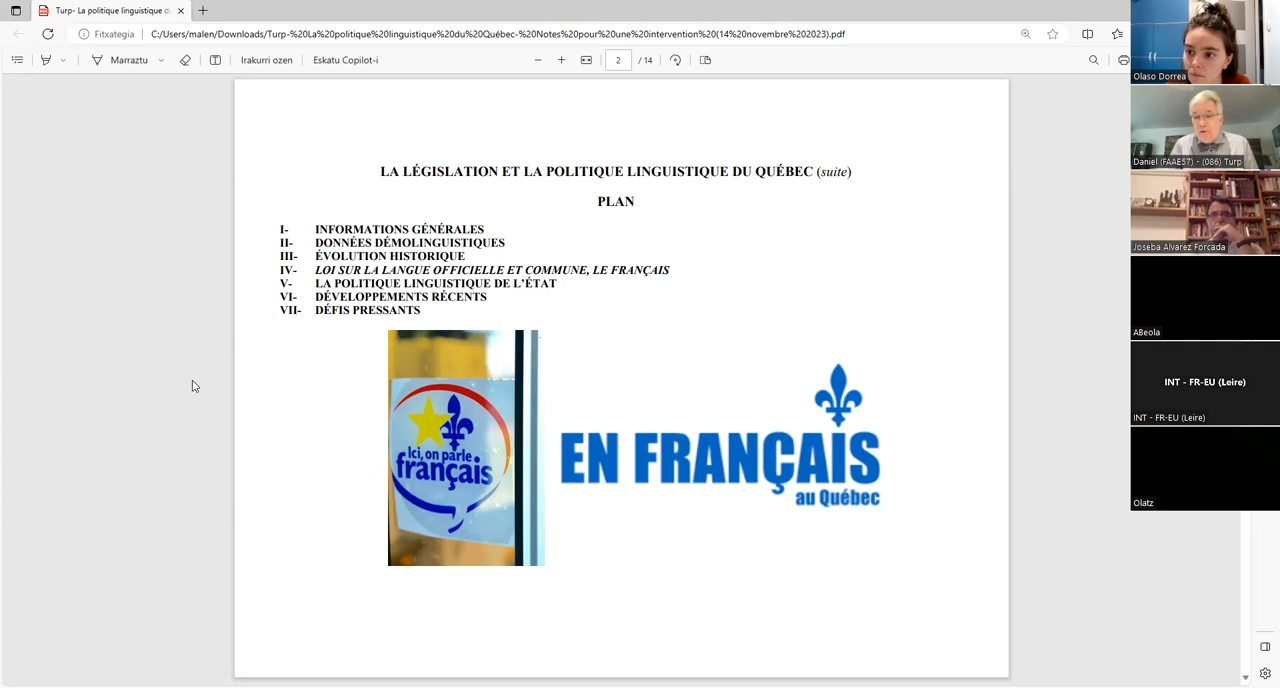 Turp- La politique linguistique d
Fitxategia
C:/Users/malen/Downloads/Turp-%20La%20politique%20linguistique%20du%20Québec-%20Notes%20pour%20une%20intervention%20(14%20novembre%202023).pdf
Marraztu
Irakurri ozen
Eskatu Copilot-i
2
/ 14
LA LÉGISLATION ET LA POLITIQUE LINGUISTIQUE DU QUÉBEC (suite)
PLAN
I- INFORMATIONS GÉNÉRALES
II- DONNÉES DÉMOLINGUISTIQUES
III- ÉVOLUTION HISTORIQUE
IV- LOI SUR LA LANGUE OFFICIELLE ET COMMUNE, LE FRANÇAIS
V- LA POLITIQUE LINGUISTIQUE DE L'ÉTAT
VI- DÉVELOPPEMENTS RÉCENTS
VII- DÉFIS PRESSANTS
Ici, on parle
français
EN FRANÇAIS
au Québec
Olaso Dorrea
Daniel (FAAE57) - (086) Turp
Joseba Alvarez Forcada
ABeola
INT - FR-EU (Leire)
INT - FR-EU (Leire)
Olatz